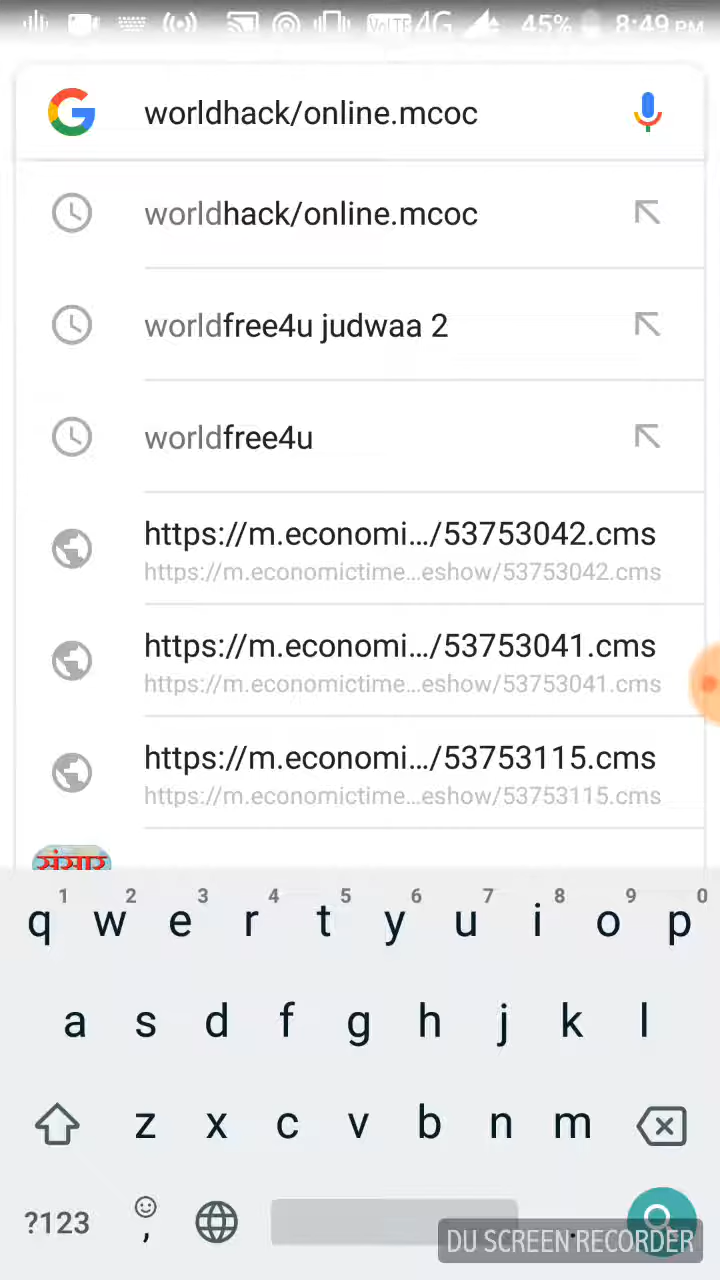 VoLTE 4G 45% 8:49 PM
worldhack/online.mcoc
worldhack/online.mcoc
worldfree4u judwaa 2
worldfree4u
https://m.economi.../53753042.cms
https://m.economictime...eshow/53753042.cms
https://m.economi.../53753041.cms
https://m.economictime...eshow/53753041.cms
https://m.economi.../53753115.cms
https://m.economictime...eshow/53753115.cms
संसार
1 2 3 4 5 6 7 8 9 0
q w e r t y u i o p
a s d f g h j k l
z x c v b n m
?123 , .
DU SCREEN RECORDER